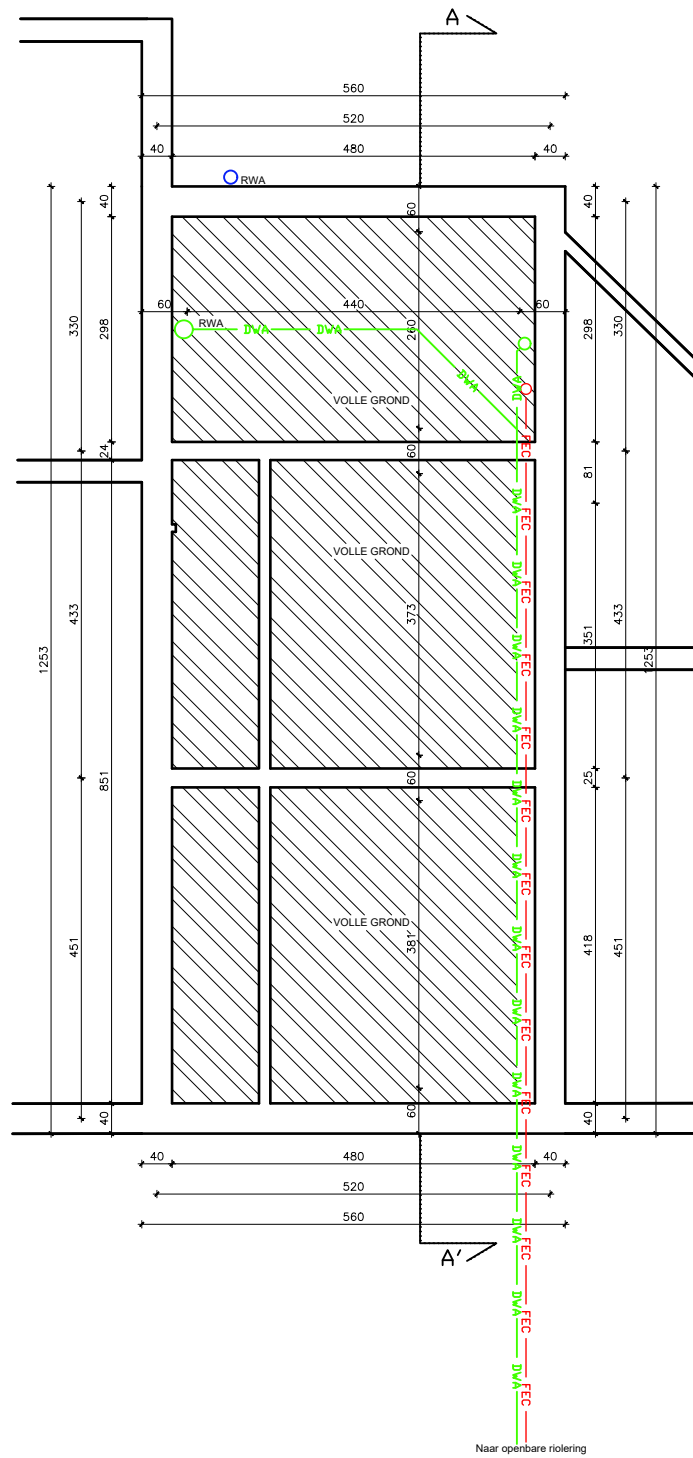 A
560
520
40 480 40
RWA
40 60 40
60 440 60
RWA DWA DWA
330 298 260 298 330
DWA
DWA
VOLLE GROND
24 60 FEC 81
DWA FEC
VOLLE GROND
DWA FEC
433 373 351 433
1253 DWA FEC 1253
DWA FEC
851 60 25
DWA FEC
DWA FEC
VOLLE GROND
451 381 418 451
DWA FEC
DWA FEC
DWA FEC
40 60 40
40 480 40
DWA FEC
520
560
DWA FEC
A'
DWA FEC
DWA FEC
Naar openbare riolering